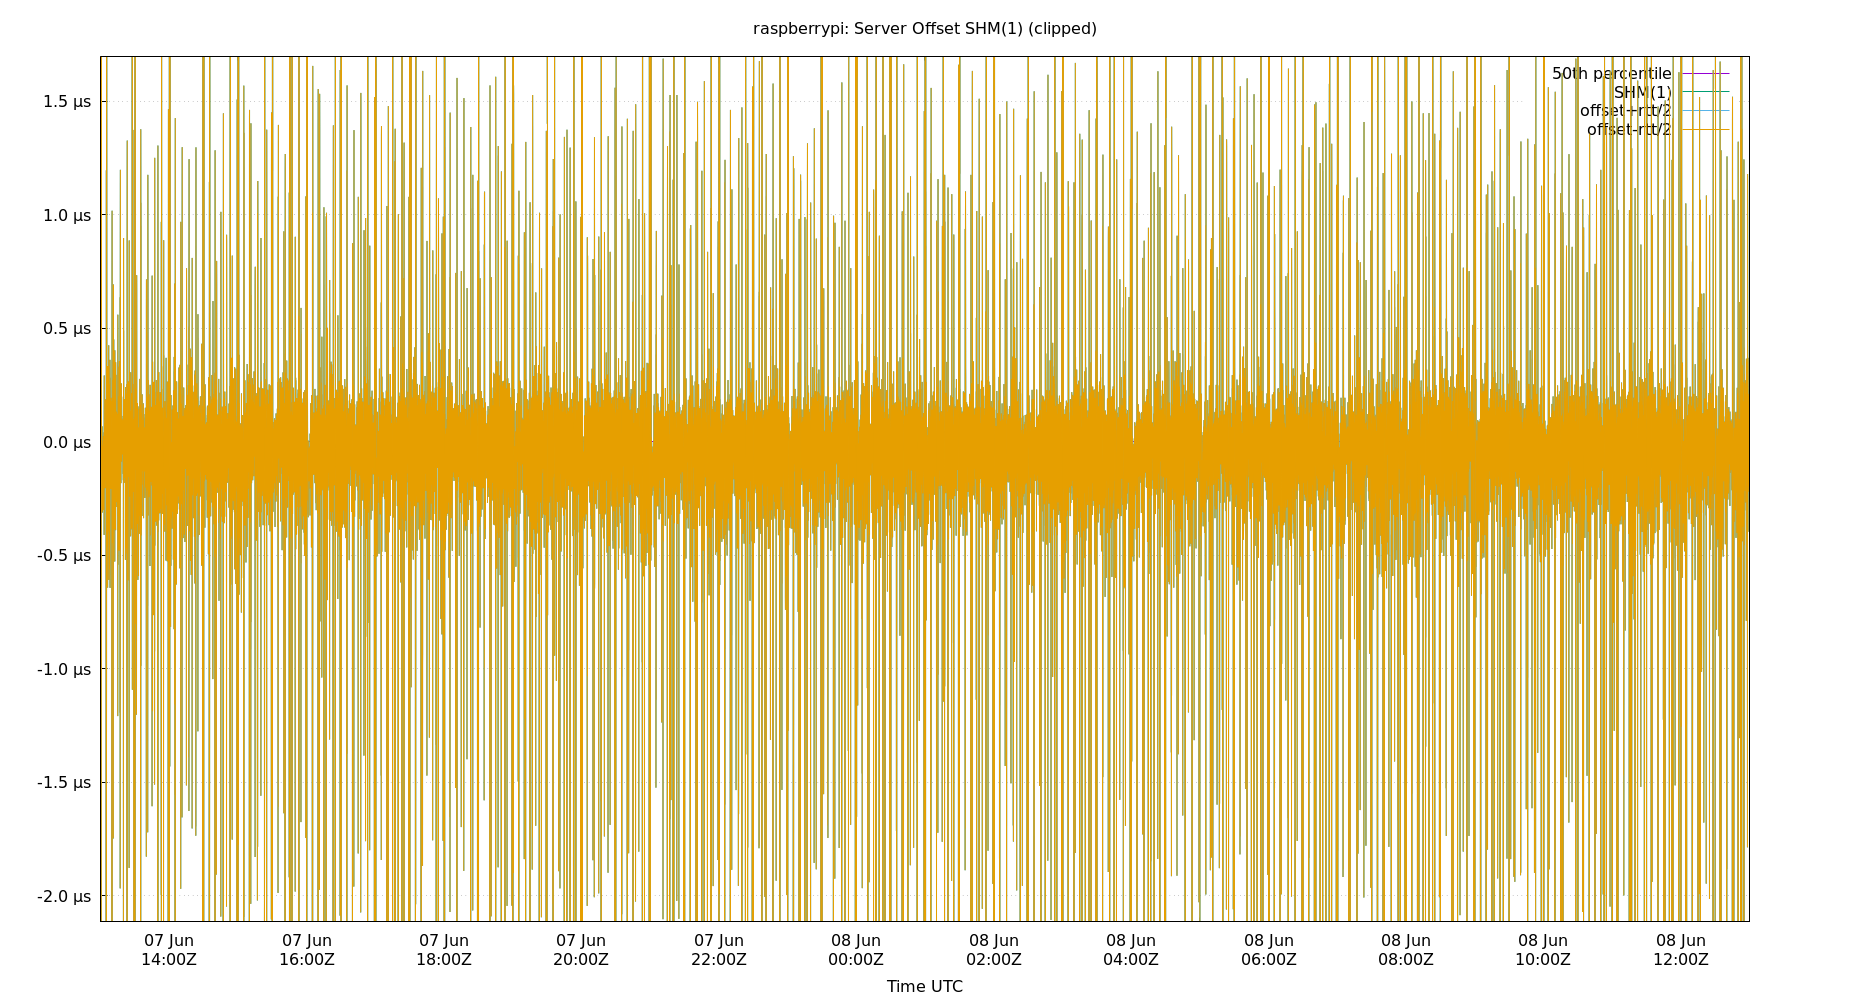 raspberrypi: Server Offset SHM(1) (clipped)
50th percentile
SHM(1)
offset+rtt/2
offset-rtt/2
1.5 µs
1.0 µs
0.5 µs
0.0 µs
-0.5 µs
-1.0 µs
-1.5 µs
-2.0 µs
07 Jun 07 Jun 07 Jun 07 Jun 07 Jun 08 Jun 08 Jun 08 Jun 08 Jun 08 Jun 08 Jun 08 Jun
14:00Z 16:00Z 18:00Z 20:00Z 22:00Z 00:00Z 02:00Z 04:00Z 06:00Z 08:00Z 10:00Z 12:00Z
Time UTC